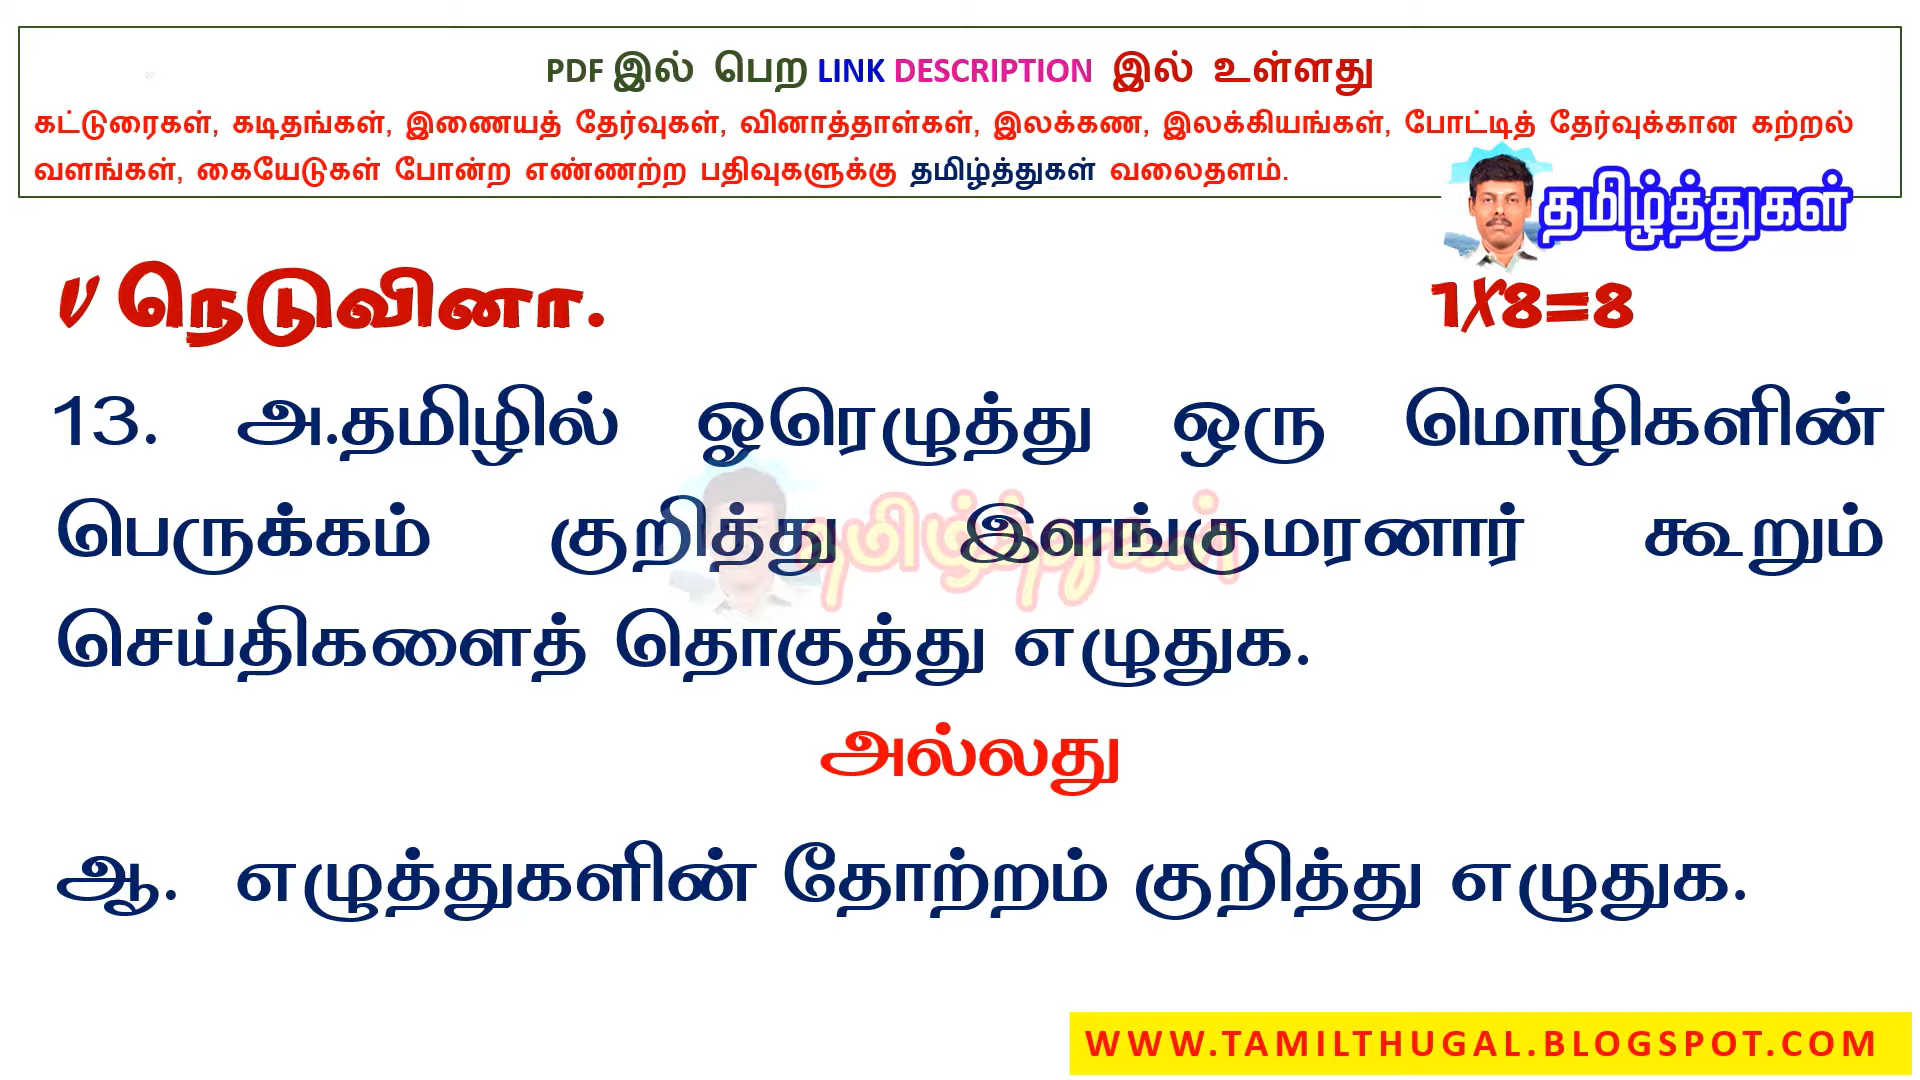 PDF இல் பெற LINK DESCRIPTION இல் உள்ளது
கட்டுரைகள், கடிதங்கள், இணையத் தேர்வுகள், வினாத்தாள்கள், இலக்கண, இலக்கியங்கள், போட்டித் தேர்வுக்கான கற்றல்
வளங்கள், கையேடுகள் போன்ற எண்ணற்ற பதிவுகளுக்கு தமிழ்த்துகள் வலைதளம்.
தமிழ்த்துகள்
V நெடுவினா. 1X8=8
13. அ.தமிழில் ஓரெழுத்து ஒரு மொழிகளின்
பெருக்கம் குறித்து இளங்குமரனார் கூறும்
தமிழ்த்துகள்
செய்திகளைத் தொகுத்து எழுதுக.
அல்லது
ஆ. எழுத்துகளின் தோற்றம் குறித்து எழுதுக.
WWW.TAMILTHUGAL.BLOGSPOT.COM